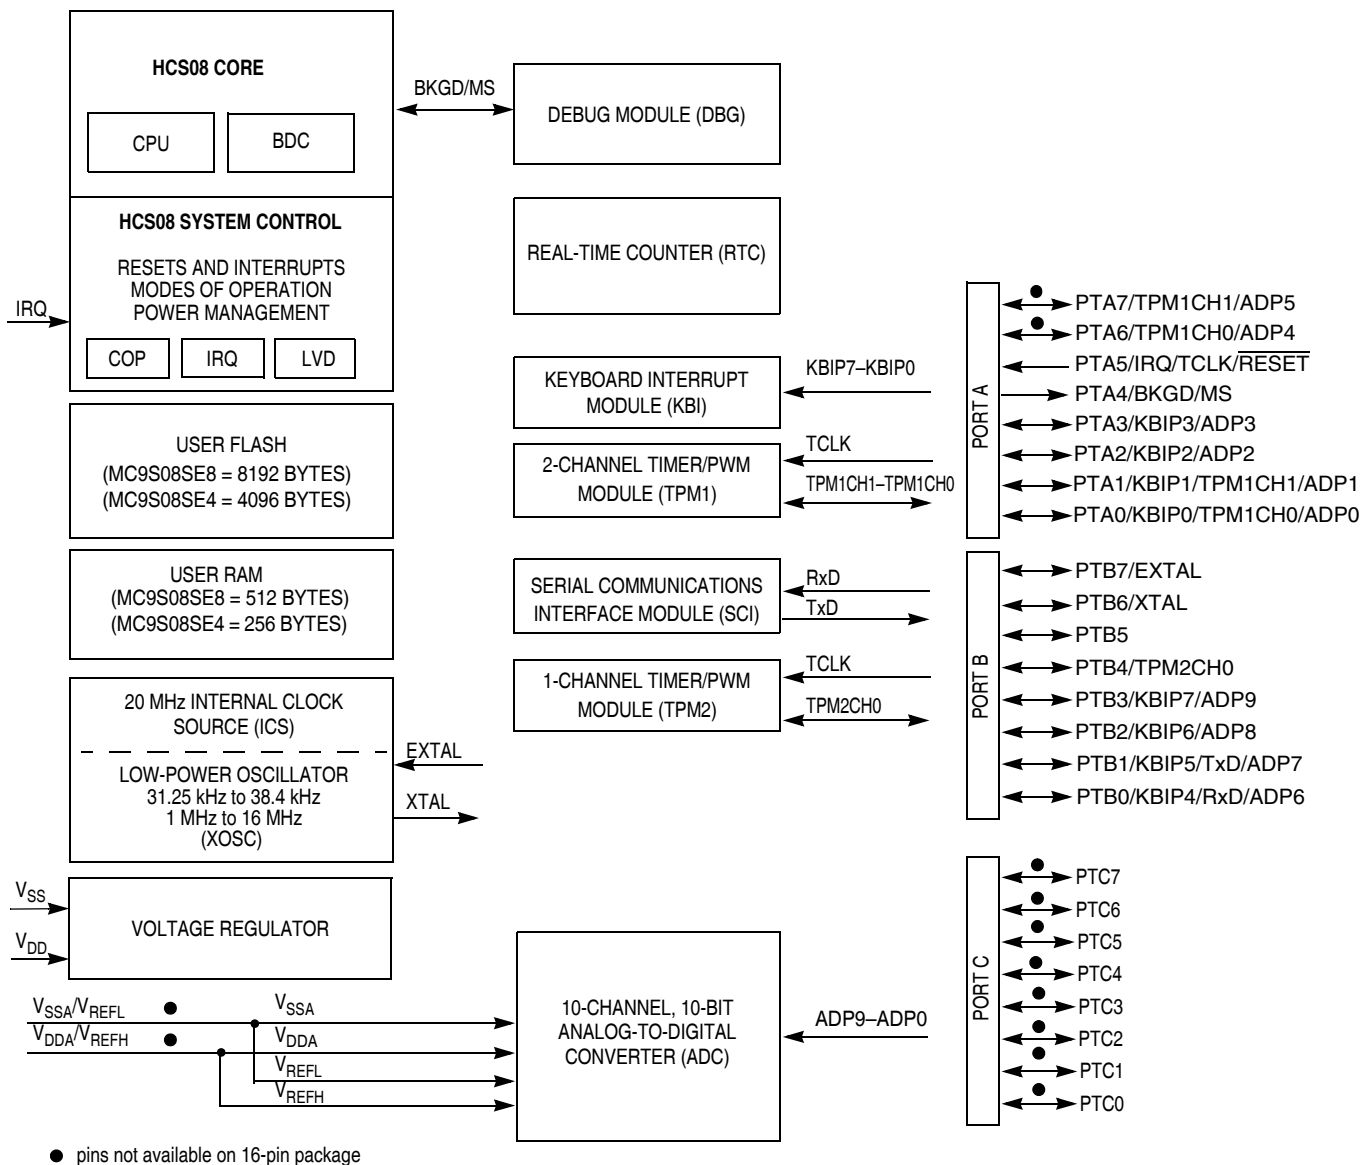 HCS08 CORE
CPU
BDC
BKGD/MS
DEBUG MODULE (DBG)
HCS08 SYSTEM CONTROL
RESETS AND INTERRUPTS
MODES OF OPERATION
POWER MANAGEMENT
IRQ
COP
IRQ
LVD
REAL-TIME COUNTER (RTC)
KEYBOARD INTERRUPT
MODULE (KBI)
KBIP7–KBIP0
USER FLASH
(MC9S08SE8 = 8192 BYTES)
(MC9S08SE4 = 4096 BYTES)
2-CHANNEL TIMER/PWM
MODULE (TPM1)
TCLK
TPM1CH1–TPM1CH0
PORT A
PTA7/TPM1CH1/ADP5
PTA6/TPM1CH0/ADP4
PTA5/IRQ/TCLK/RESET
PTA4/BKGD/MS
PTA3/KBIP3/ADP3
PTA2/KBIP2/ADP2
PTA1/KBIP1/TPM1CH1/ADP1
PTA0/KBIP0/TPM1CH0/ADP0
USER RAM
(MC9S08SE8 = 512 BYTES)
(MC9S08SE4 = 256 BYTES)
SERIAL COMMUNICATIONS
INTERFACE MODULE (SCI)
RxD
TxD
1-CHANNEL TIMER/PWM
MODULE (TPM2)
TCLK
TPM2CH0
PORT B
PTB7/EXTAL
PTB6/XTAL
PTB5
PTB4/TPM2CH0
PTB3/KBIP7/ADP9
PTB2/KBIP6/ADP8
PTB1/KBIP5/TxD/ADP7
PTB0/KBIP4/RxD/ADP6
20 MHz INTERNAL CLOCK
SOURCE (ICS)
LOW-POWER OSCILLATOR
31.25 kHz to 38.4 kHz
1 MHz to 16 MHz
(XOSC)
EXTAL
XTAL
VSS
VDD
VOLTAGE REGULATOR
VSSA/VREFL
VDDA/VREFH
VSSA
VDDA
VREFL
VREFH
10-CHANNEL, 10-BIT
ANALOG-TO-DIGITAL
CONVERTER (ADC)
ADP9–ADP0
PORT C
PTC7
PTC6
PTC5
PTC4
PTC3
PTC2
PTC1
PTC0
● pins not available on 16-pin package